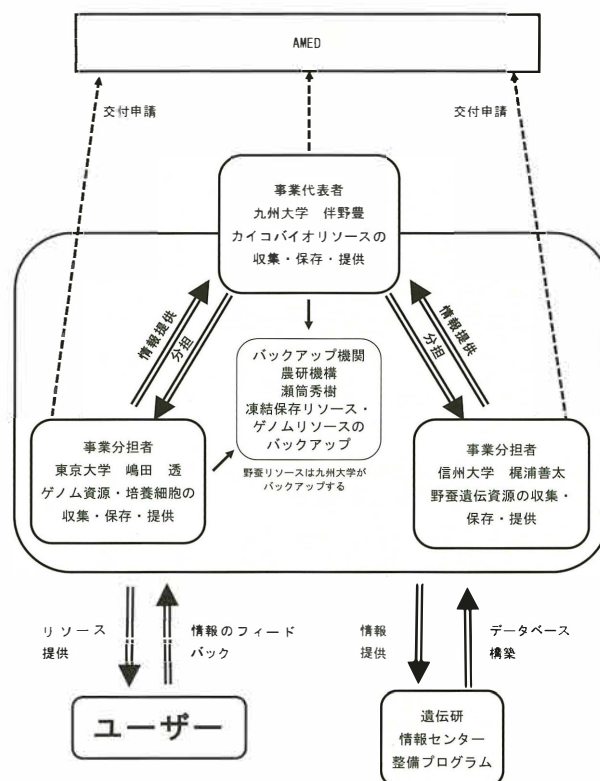 AMED
交付申請
交付申請
事業代表者
九州大学 伴野豊
カイコバイオリソースの
収集・保存・提供
情報提供
分担
情報提供
分担
バックアップ機関
農研機構
瀬筒秀樹
凍結保存リソース・
ゲノムリソースの
バックアップ
野蚕リソースは九州大学が
バックアップする
事業分担者
東京大学 嶋田 透
ゲノム資源・培養細胞の
収集・保存・提供
事業分担者
信州大学 梶浦善太
野蚕遺伝資源の収集・
保存・提供
リソース
提供
情報のフィード
バック
情報
提供
データベース
構築
ユーザー
遺伝研
情報センター
整備プログラム